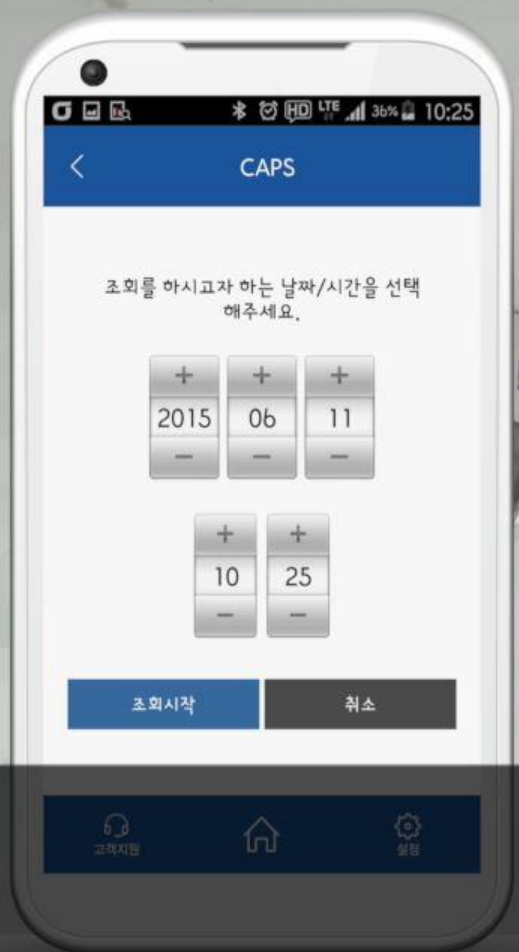 HD LTE 36% 10:25
CAPS
조회를 하시고자 하는 날짜/시간을 선택
해주세요.
+ + +
2015 06 11
- - -
+ +
10 25
- -
조회시작 취소
고객지원 설정